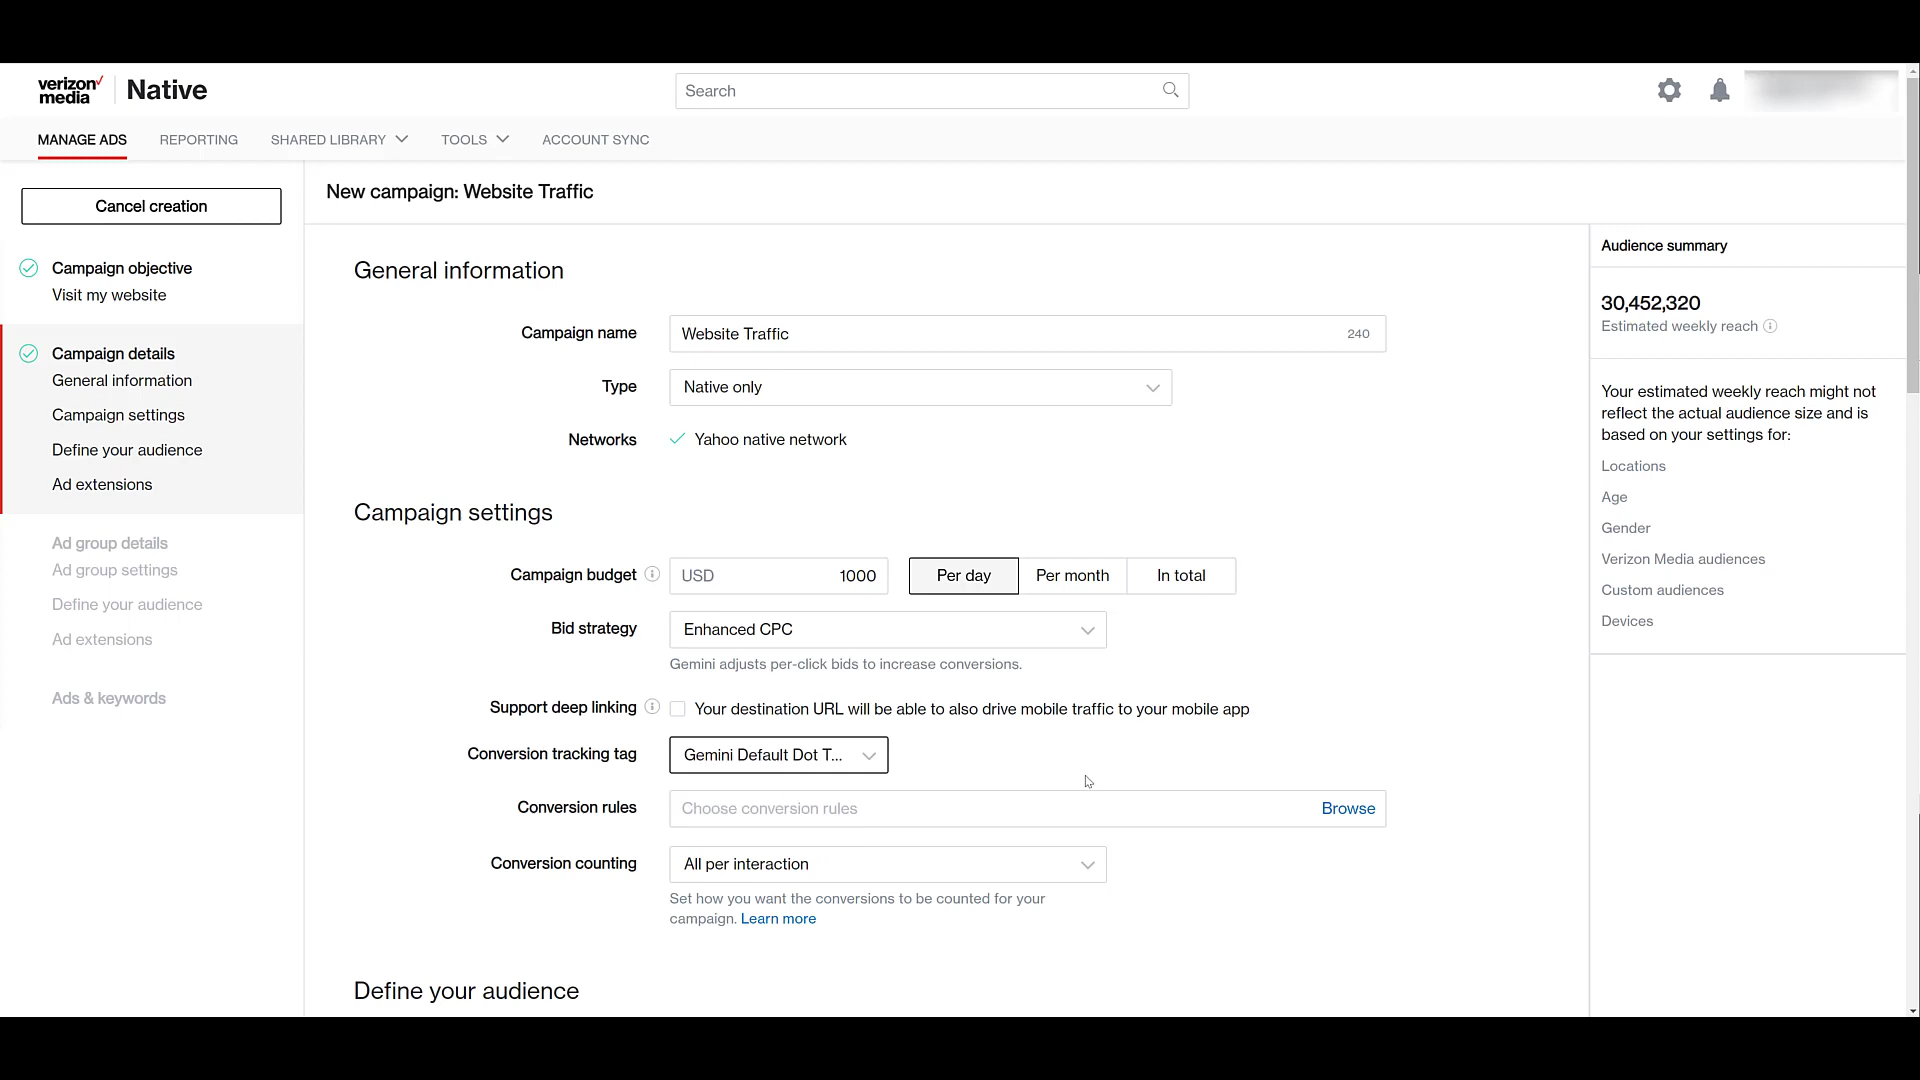 verizon media
Native
Search
MANAGE ADS
REPORTING
SHARED LIBRARY
TOOLS
ACCOUNT SYNC
Cancel creation
New campaign: Website Traffic
Campaign objective
Visit my website
Campaign details
General information
Campaign settings
Define your audience
Ad extensions
Ad group details
Ad group settings
Define your audience
Ad extensions
Ads & keywords
General information
Campaign name
Website Traffic
240
Type
Native only
Networks
Yahoo native network
Campaign settings
Campaign budget
USD
1000
Per day
Per month
In total
Bid strategy
Enhanced CPC
Gemini adjusts per-click bids to increase conversions.
Support deep linking
Your destination URL will be able to also drive mobile traffic to your mobile app
Conversion tracking tag
Gemini Default Dot T...
Conversion rules
Choose conversion rules
Browse
Conversion counting
All per interaction
Set how you want the conversions to be counted for your
campaign. Learn more
Define your audience
Audience summary
30,452,320
Estimated weekly reach
Your estimated weekly reach might not
reflect the actual audience size and is
based on your settings for:
Locations
Age
Gender
Verizon Media audiences
Custom audiences
Devices